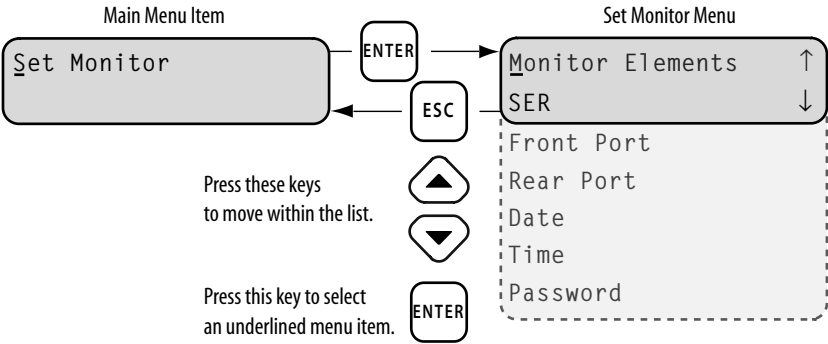 Main Menu Item
Set Monitor Menu
Set Monitor
ENTER
Monitor Elements ↑
SER ↓
ESC
Front Port
Rear Port
Date
Time
Password
Press these keys
to move within the list.
Press this key to select
an underlined menu item.
ENTER